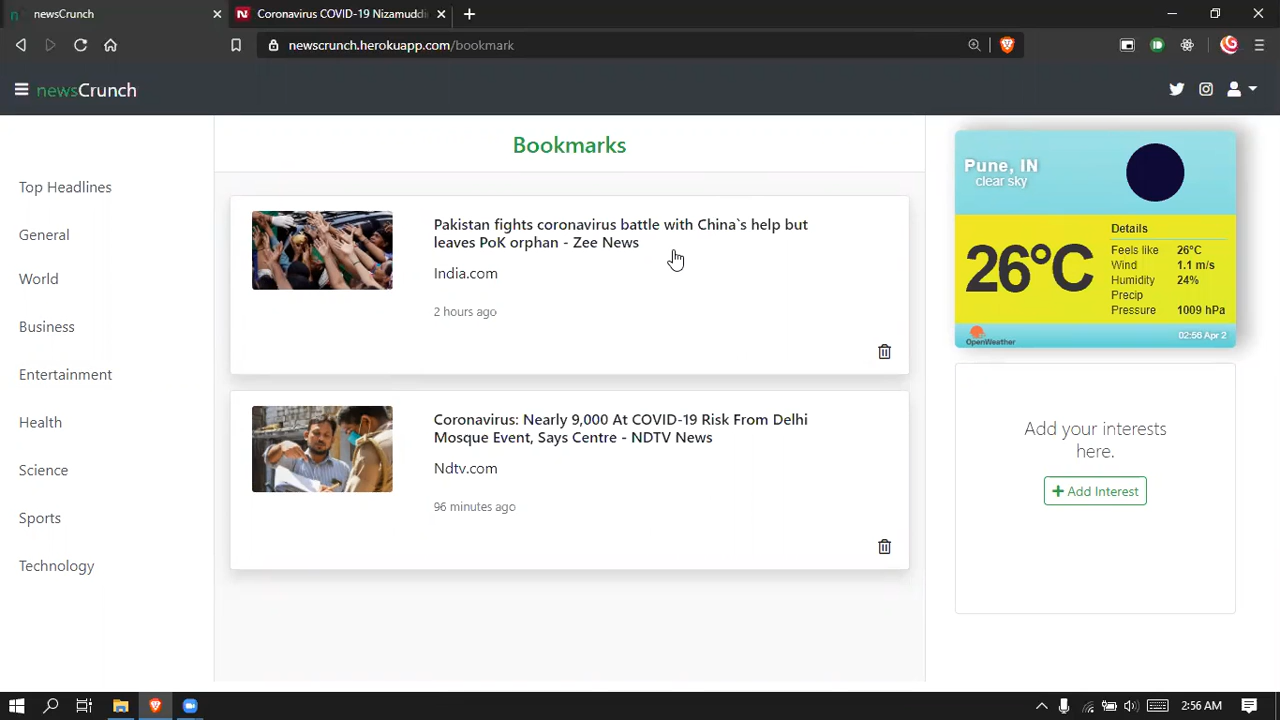 newsCrunch
Coronavirus COVID-19 Nizamuddi
newscrunch.herokuapp.com/bookmark
newsCrunch
Top Headlines
General
World
Business
Entertainment
Health
Science
Sports
Technology
Bookmarks
Pakistan fights coronavirus battle with China`s help but
leaves PoK orphan - Zee News
India.com
2 hours ago
Coronavirus: Nearly 9,000 At COVID-19 Risk From Delhi
Mosque Event, Says Centre - NDTV News
Ndtv.com
96 minutes ago
Pune, IN
clear sky
26°C
Details
Feels like 26°C
Wind 1.1 m/s
Humidity 24%
Precip
Pressure 1009 hPa
OpenWeather
02:56 Apr 2
Add your interests
here.
Add Interest
2:56 AM